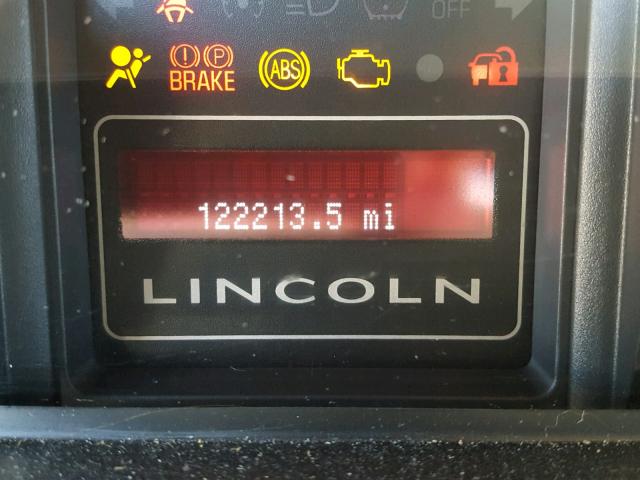 OFF
(!) (P)
BRAKE
ABS
122213.5 mi
LINCOLN